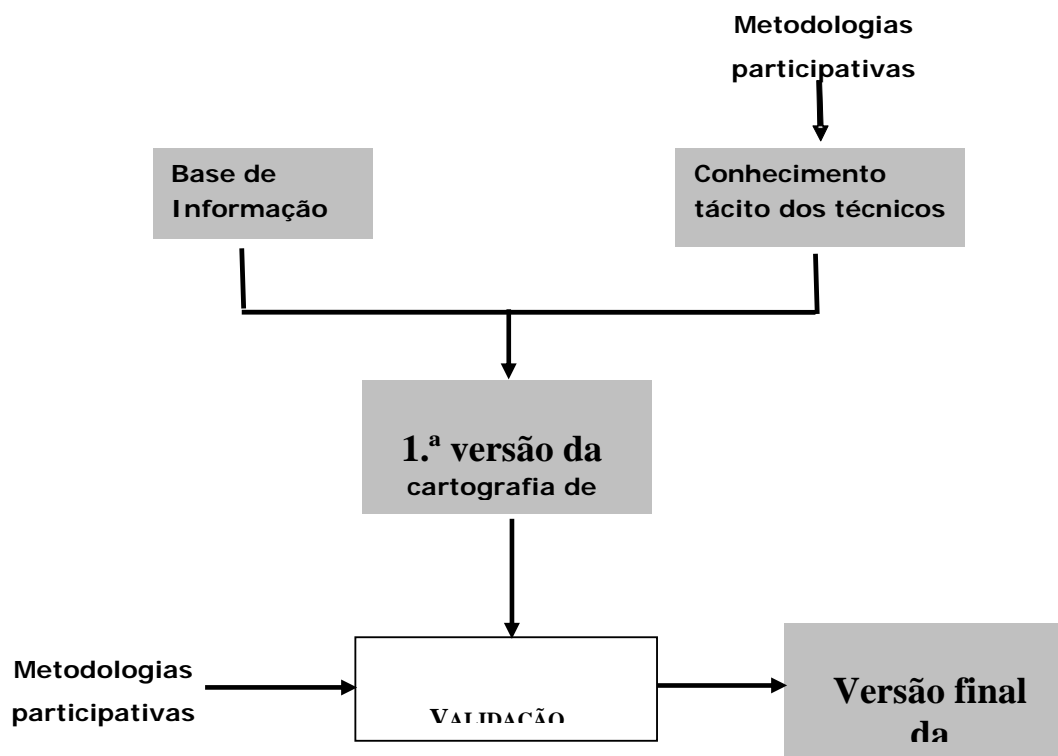 Metodologias
participativas
Base de
Informação
Conhecimento
tácito dos técnicos
1.ª versão da
cartografia de
Metodologias
participativas
VALIDAÇÃO
Versão final
da